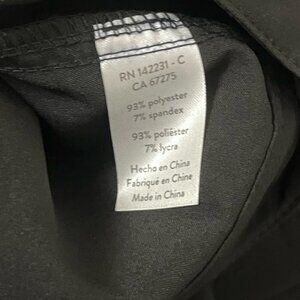 RN 142231 - C
CA 67275
93% polyester
7% spandex
93% poliéster
7% lycra
Hecho en China
Fabriqué en Chine
Made in China